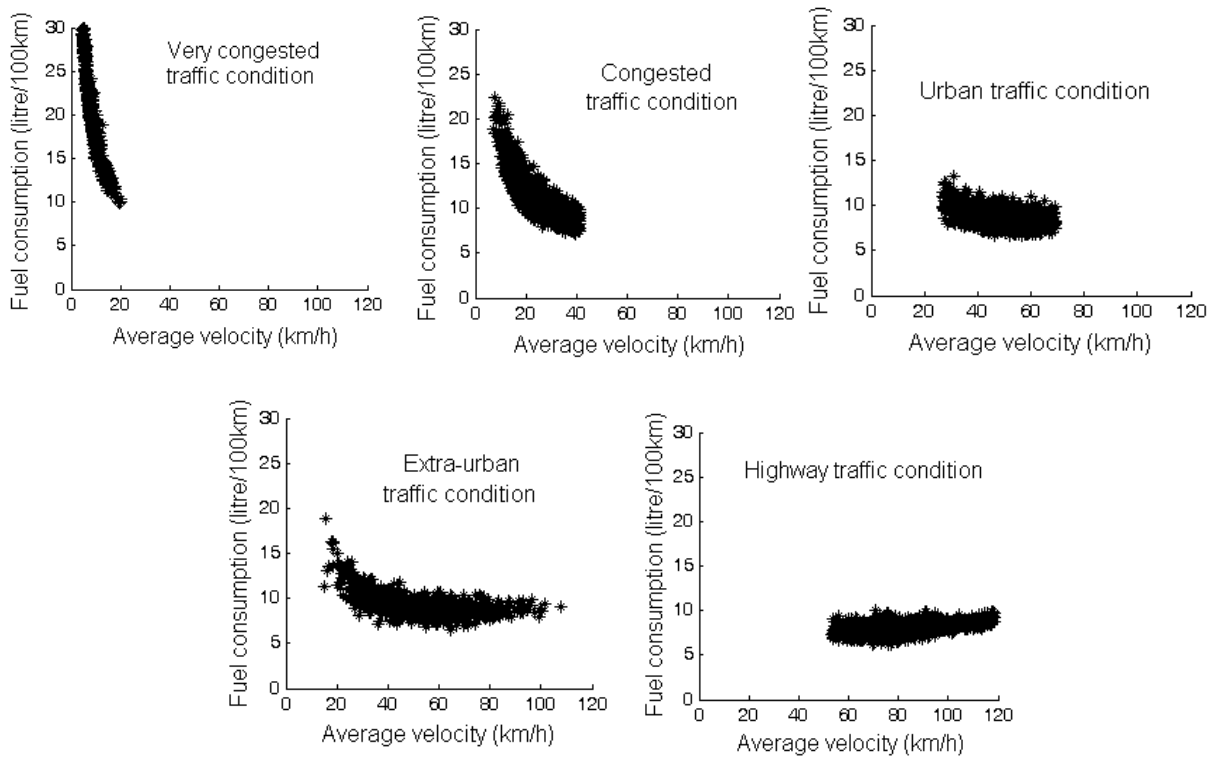 Fuel consumption (litre/100km)
30
25
20
15
10
5
0
Very congested
traffic condition
0 20 40 60 80 100 120
Average velocity (km/h)
Fuel consumption (litre/100km)
30
25
20
15
10
5
0
Congested
traffic condition
0 20 40 60 80 100 120
Average velocity (km/h)
Fuel consumption (litre/100km)
30
25
20
15
10
5
0
Urban traffic condition
0 20 40 60 80 100 120
Average velocity (km/h)
Fuel consumption (litre/100km)
30
25
20
15
10
5
0
Extra-urban
traffic condition
0 20 40 60 80 100 120
Average velocity (km/h)
Fuel consumption (litre/100km)
30
25
20
15
10
5
0
Highway traffic condition
0 20 40 60 80 100 120
Average velocity (km/h)